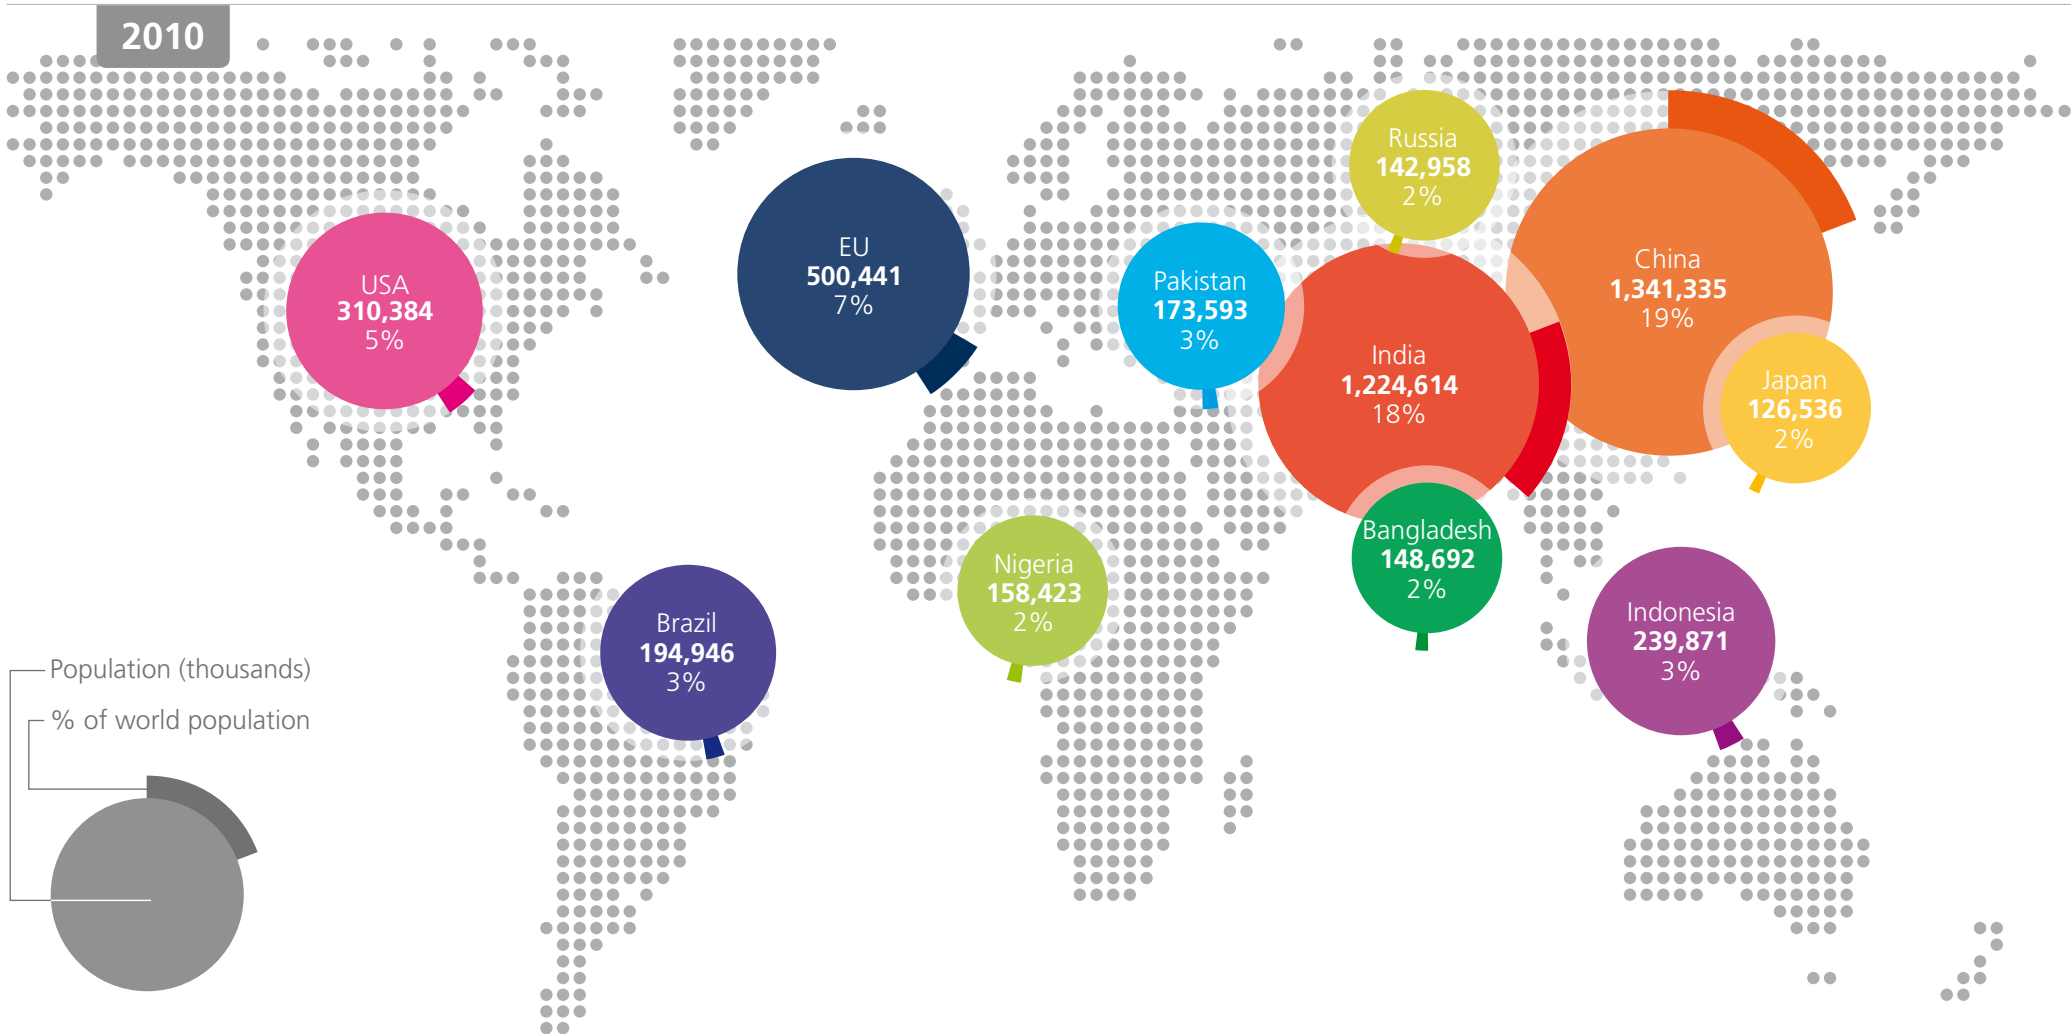 2010
Russia
142,958
2%
China
1,341,335
19%
EU
500,441
7%
USA
310,384
5%
Pakistan
173,593
3%
India
1,224,614
18%
Japan
126,536
2%
Bangladesh
148,692
2%
Nigeria
158,423
2%
Indonesia
239,871
3%
Brazil
194,946
3%
Population (thousands)
% of world population